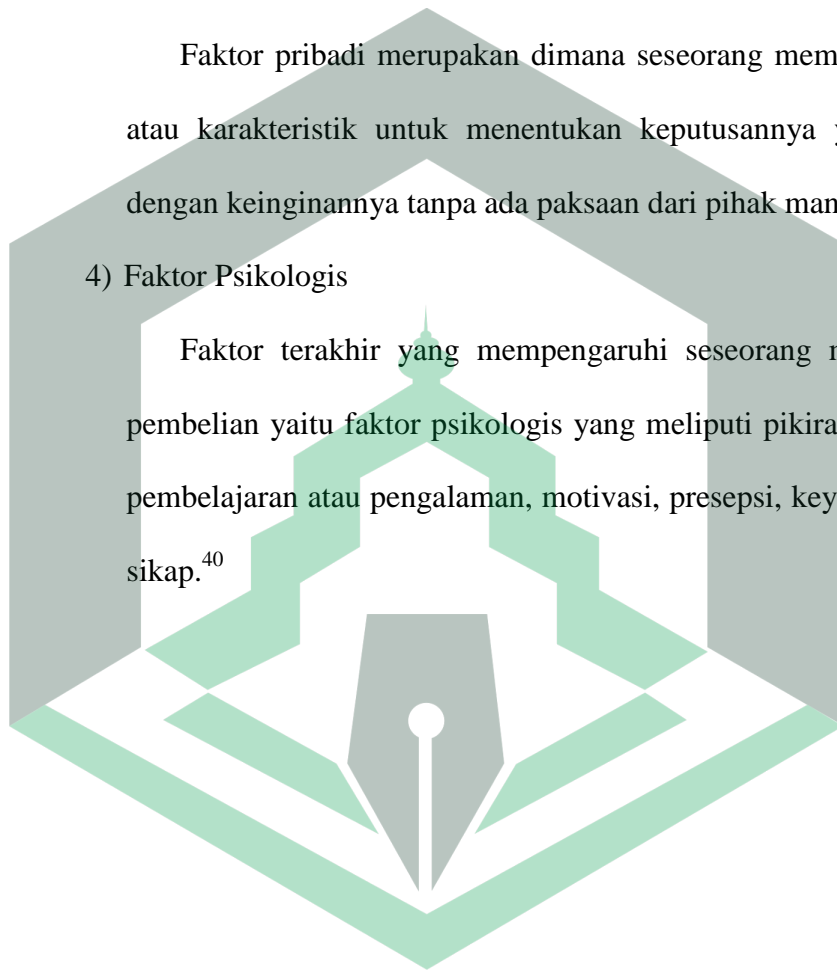 Faktor pribadi merupakan dimana seseorang mem
atau karakteristik untuk menentukan keputusannya
dengan keinginannya tanpa ada paksaan dari pihak man
4) Faktor Psikologis
Faktor terakhir yang mempengaruhi seseorang
pembelian yaitu faktor psikologis yang meliputi pikira
pembelajaran atau pengalaman, motivasi, presepsi, key
sikap.40